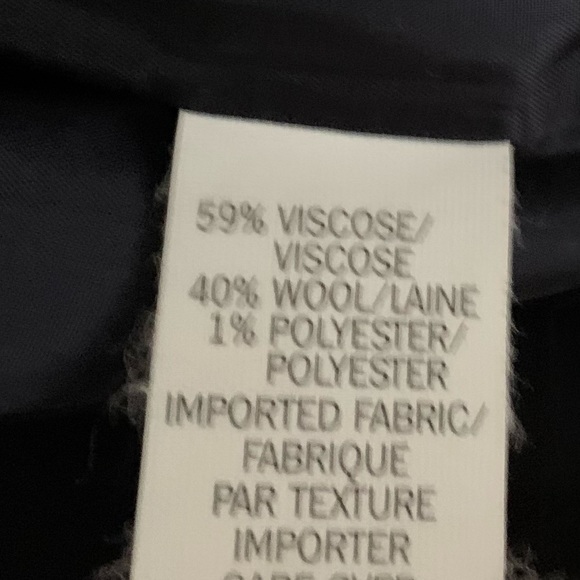 59% VISCOSE/
VISCOSE
40% WOOL/LAINE
1% POLYESTER/
POLYESTER
IMPORTED FABRIC/
FABRIQUE
PAR TEXTURE
IMPORTER